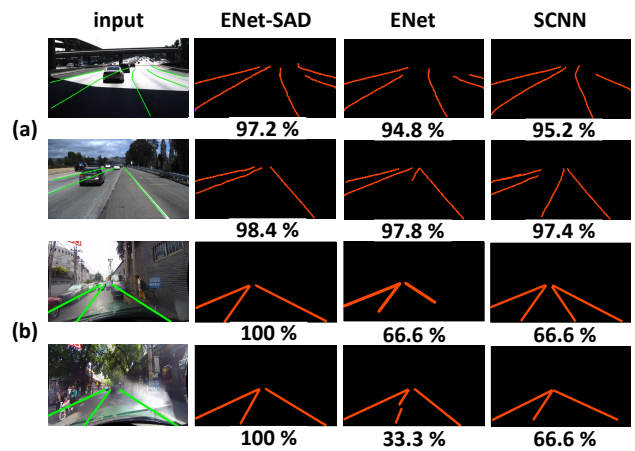 input ENet-SAD ENet SCNN
(a)
97.2 % 94.8 % 95.2 %
98.4 % 97.8 % 97.4 %
(b)
100 % 66.6 % 66.6 %
100 % 33.3 % 66.6 %